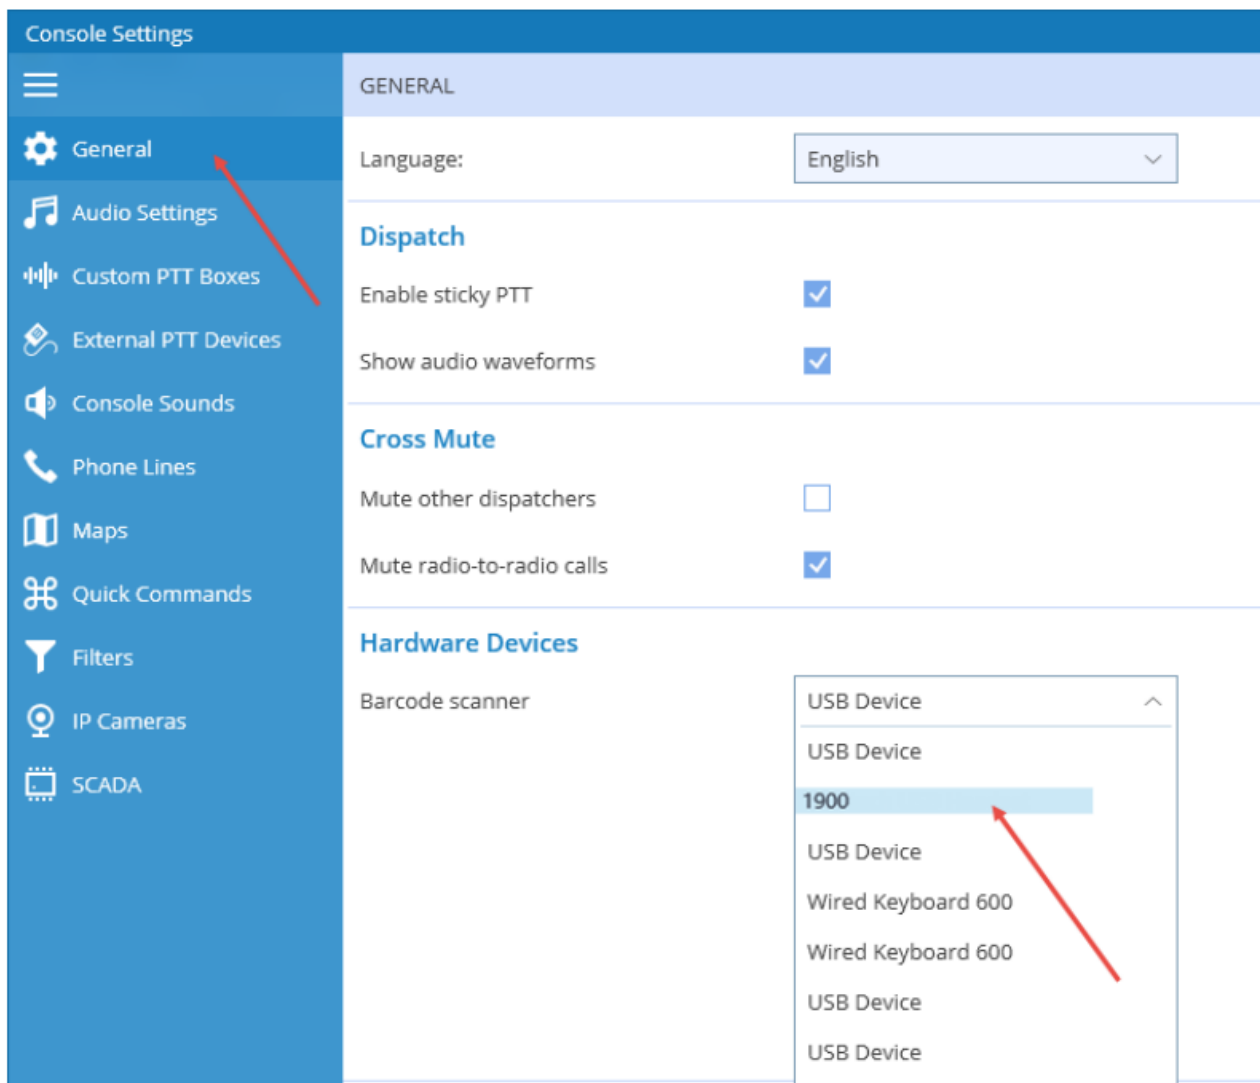 Console Settings
General
Audio Settings
Custom PTT Boxes
External PTT Devices
Console Sounds
Phone Lines
Maps
Quick Commands
Filters
IP Cameras
SCADA
GENERAL
Language: English
Dispatch
Enable sticky PTT
Show audio waveforms
Cross Mute
Mute other dispatchers
Mute radio-to-radio calls
Hardware Devices
Barcode scanner USB Device
USB Device
1900
USB Device
Wired Keyboard 600
Wired Keyboard 600
USB Device
USB Device